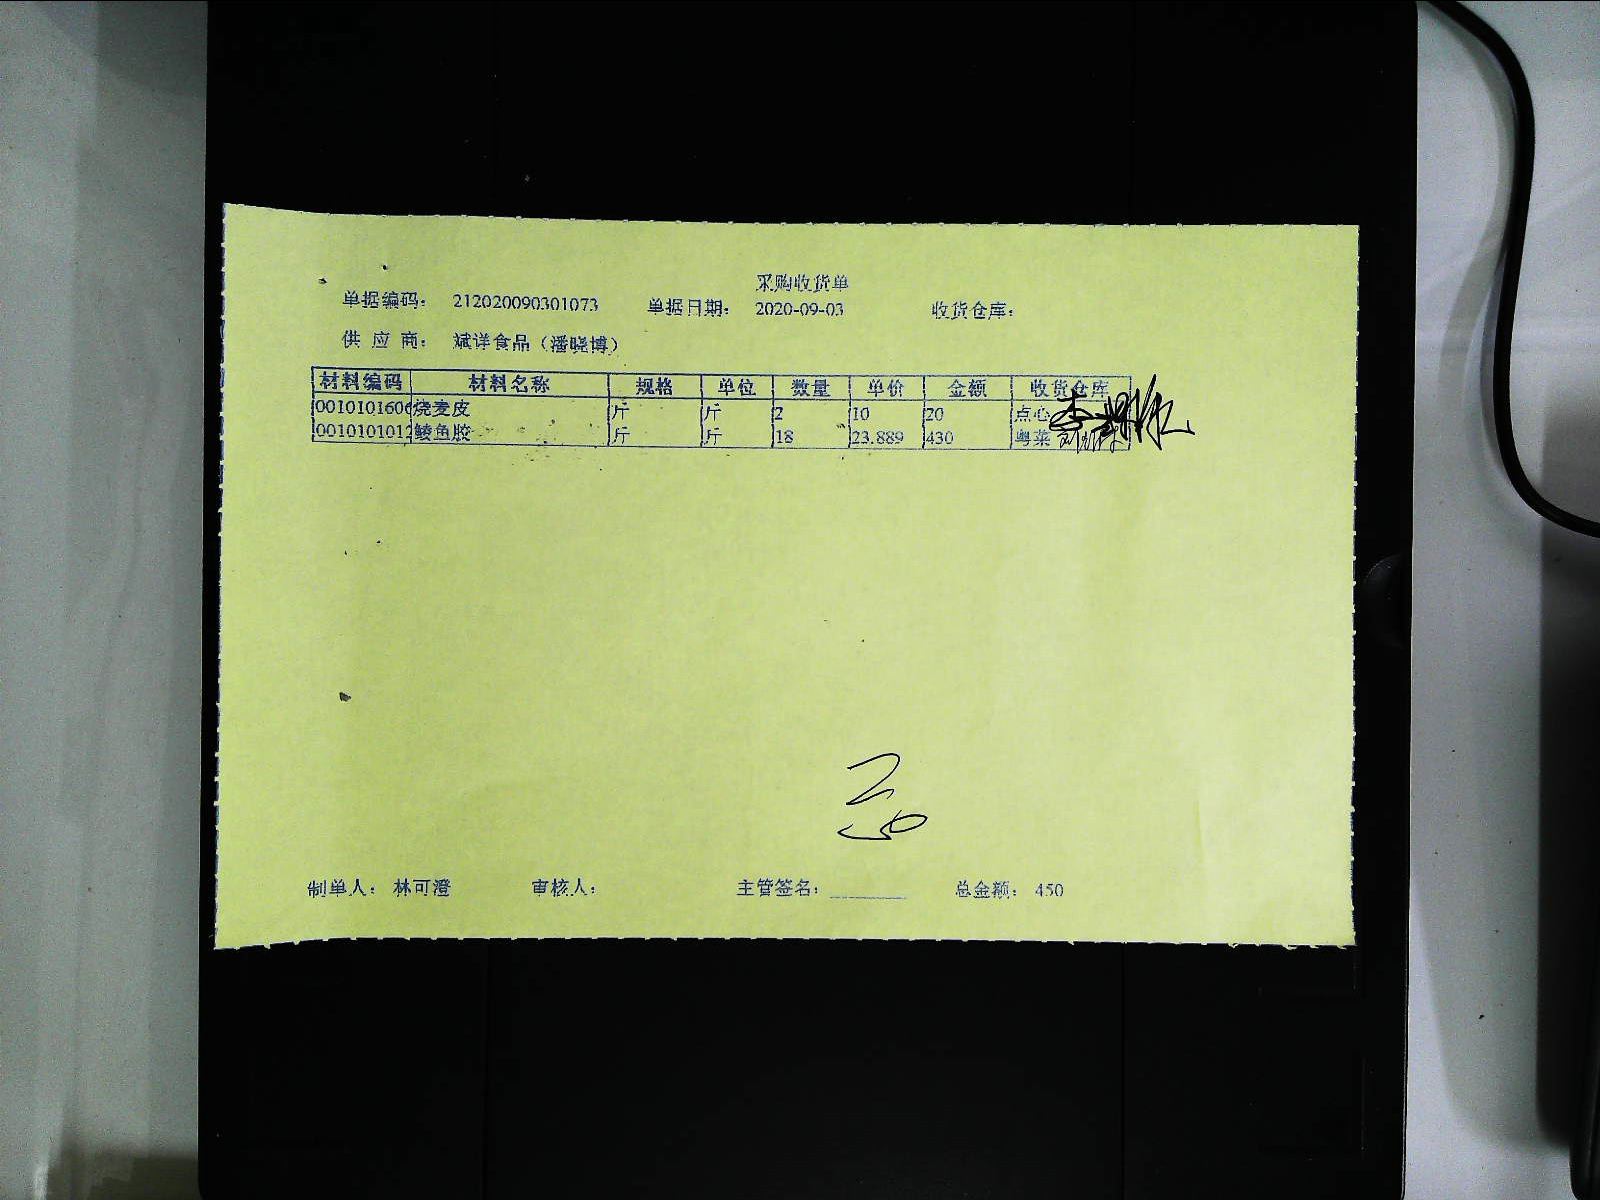 采购收货单
单据编码： 212020090301073 单据日期： 2020-09-03 收货仓库：
供 应 商： 斌洋食品（潘晓博）
材料编码 材料名称 规格 单位 数量 单价 金额 收货仓库
0010101606 烧麦皮 斤 斤 2 10 20 点心
0010101012 鲮鱼胶 斤 斤 18 23.889 430 粤菜
制单人： 林可澄 审核人： 主管签名： 总金额： 450